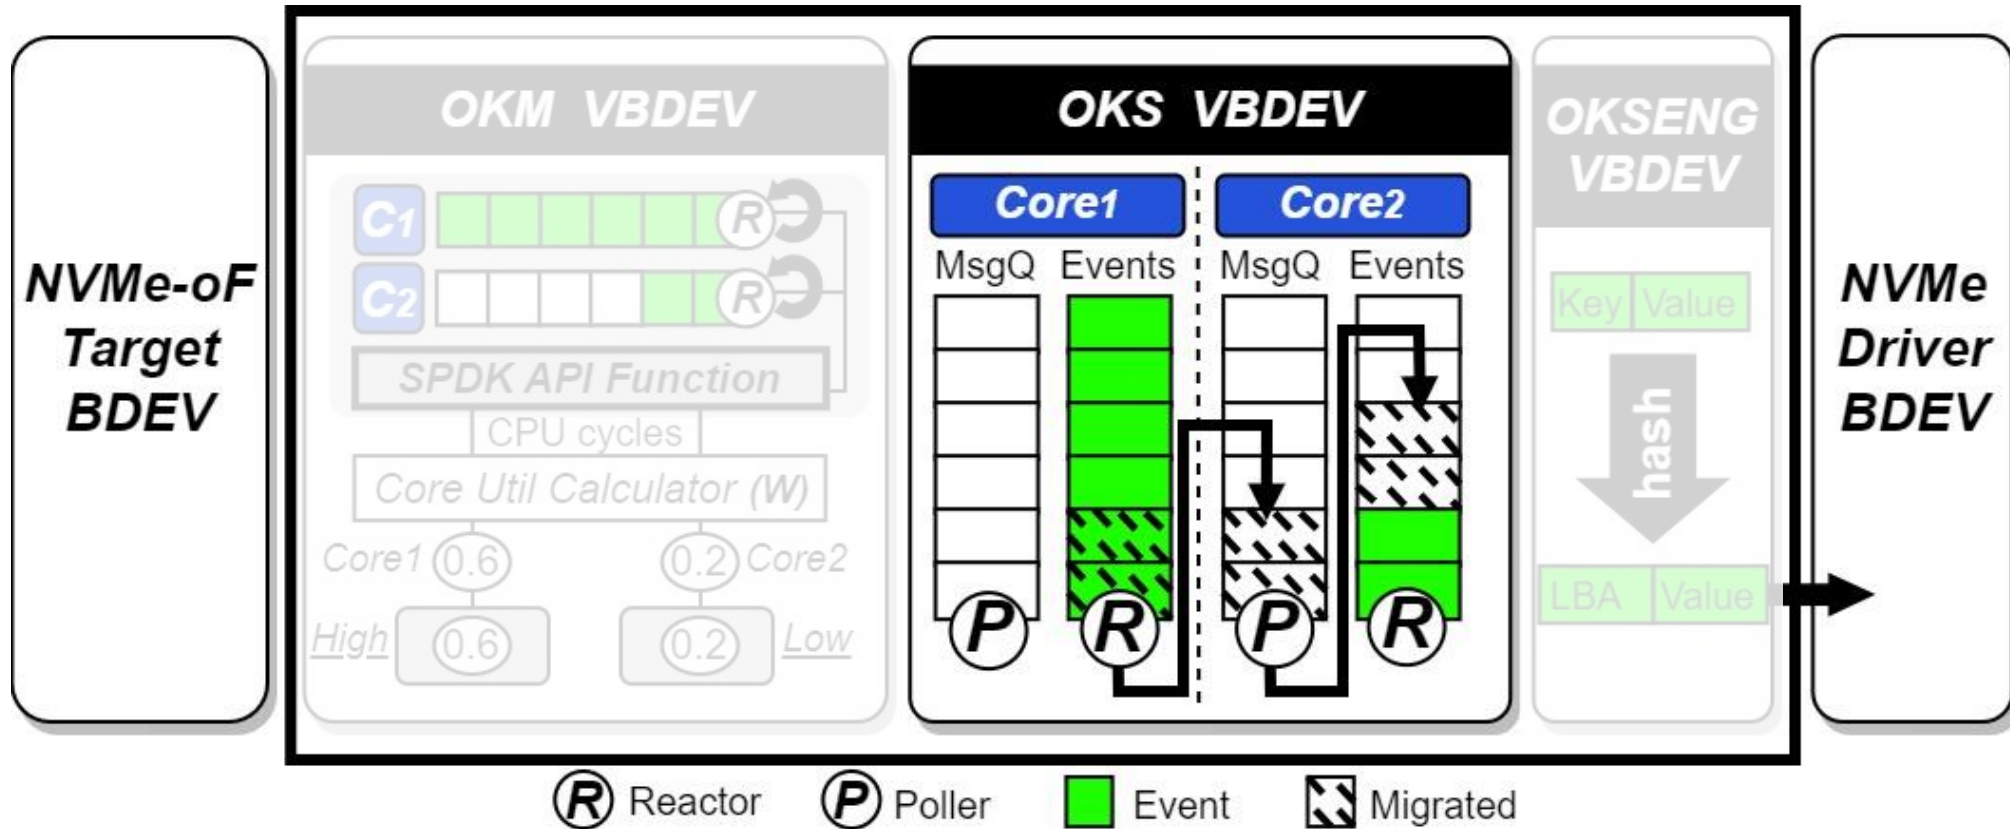 NVMe-oF
Target
BDEV
OKM VBDEV
C1
R
C2
R
SPDK API Function
CPU cycles
Core Util Calculator (W)
Core1 0.6 0.2 Core2
High 0.6 0.2 Low
OKS VBDEV
Core1 Core2
MsgQ Events MsgQ Events
P R P R
OKSENG
VBDEV
Key Value
hash
LBA Value
NVMe
Driver
BDEV
R Reactor P Poller Event Migrated